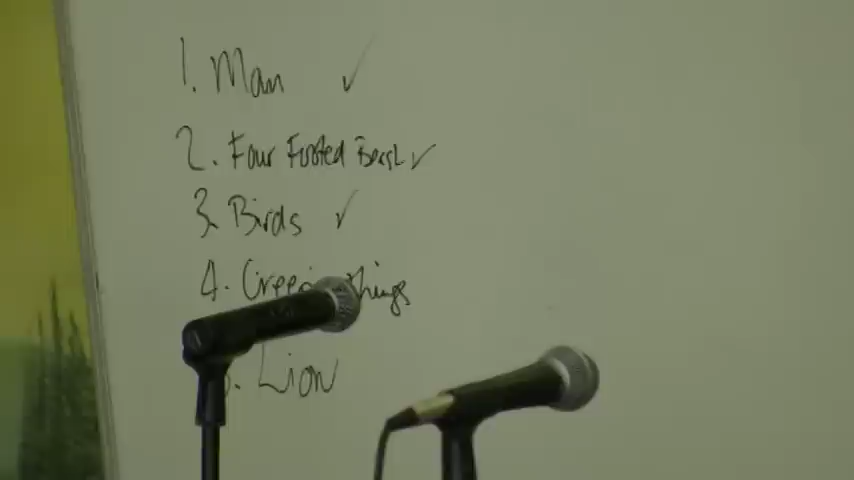 1. Man ✓
2. Four Footed Beast ✓
3. Birds ✓
4. things
Lion